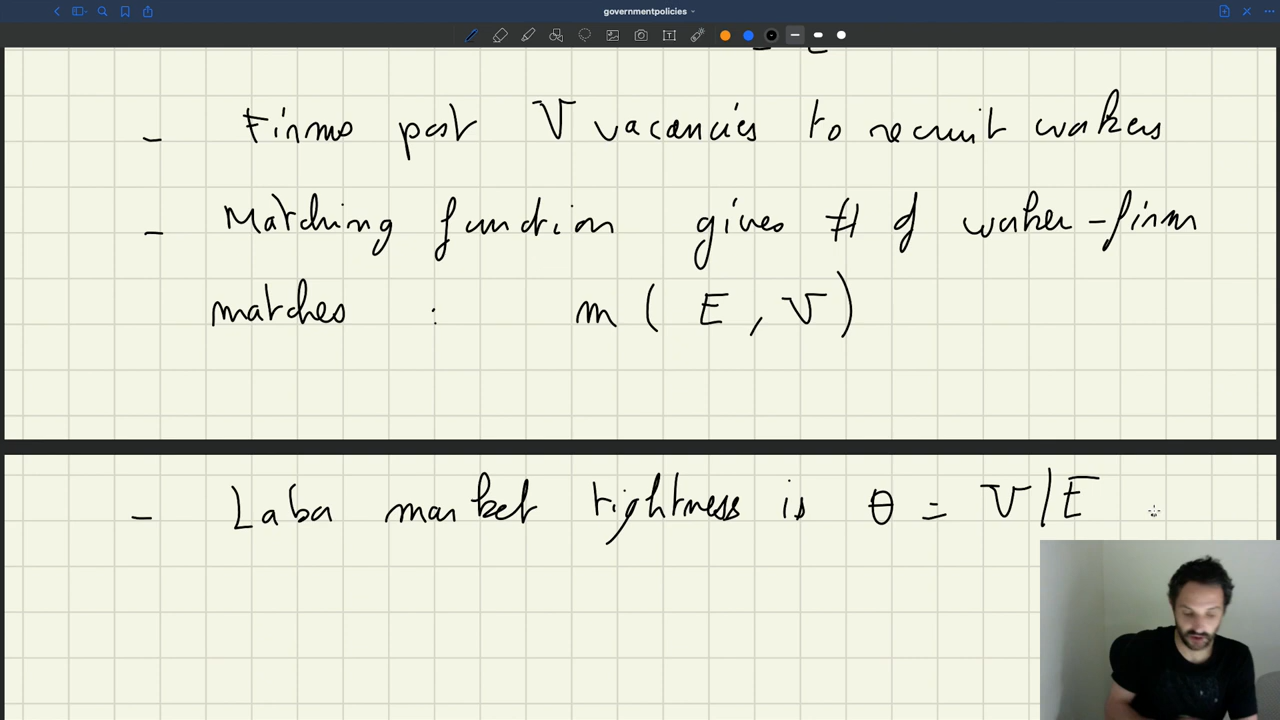 governmentpolicies
- Firms post V vacancies to recruit workers
- Matching function gives # of worker-firm
matches : m ( E , V )
- Labor market tightness is θ = V/E